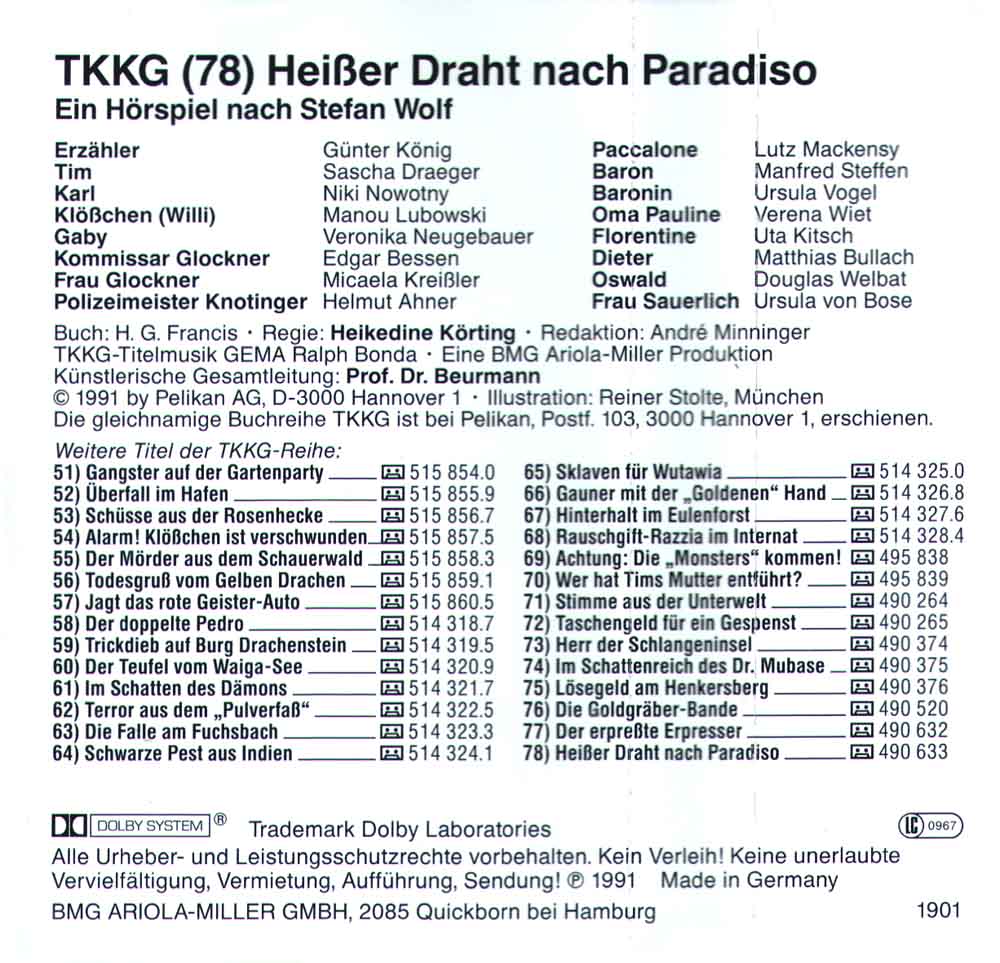 TKKG (78) Heißer Draht nach Paradiso
Ein Hörspiel nach Stefan Wolf
Erzähler Günter König
Tim Sascha Draeger
Karl Niki Nowotny
Klößchen (Willi) Manou Lubowski
Gaby Veronika Neugebauer
Kommissar Glockner Edgar Bessen
Frau Glockner Micaela Kreißler
Polizeimeister Knotinger Helmut Ahner
Paccalone Lutz Mackensy
Baron Manfred Steffen
Baronin Ursula Vogel
Oma Pauline Verena Wiet
Florentine Uta Kitsch
Dieter Matthias Bullach
Oswald Douglas Welbat
Frau Sauerlich Ursula von Bose
Buch: H. G. Francis · Regie: Heikedine Körting · Redaktion: André Minninger
TKKG-Titelmusik GEMA Ralph Bonda · Eine BMG Ariola-Miller Produktion
Künstlerische Gesamtleitung: Prof. Dr. Beurmann
© 1991 by Pelikan AG, D-3000 Hannover 1 · Illustration: Reiner Stolte, München
Die gleichnamige Buchreihe TKKG ist bei Pelikan, Postf. 103, 3000 Hannover 1, erschienen.
Weitere Titel der TKKG-Reihe:
51) Gangster auf der Gartenparty 515 854.0
52) Überfall im Hafen 515 855.9
53) Schüsse aus der Rosenhecke 515 856.7
54) Alarm! Klößchen ist verschwunden 515 857.5
55) Der Mörder aus dem Schauerwald 515 858.3
56) Todesgruß vom Gelben Drachen 515 859.1
57) Jagt das rote Geister-Auto 515 860.5
58) Der doppelte Pedro 514 318.7
59) Trickdieb auf Burg Drachenstein 514 319.5
60) Der Teufel vom Waiga-See 514 320.9
61) Im Schatten des Dämons 514 321.7
62) Terror aus dem „Pulverfaß“ 514 322.5
63) Die Falle am Fuchsbach 514 323.3
64) Schwarze Pest aus Indien 514 324.1
65) Sklaven für Wutawia 514 325.0
66) Gauner mit der „Goldenen“ Hand 514 326.8
67) Hinterhalt im Eulenforst 514 327.6
68) Rauschgift-Razzia im Internat 514 328.4
69) Achtung: Die „Monsters“ kommen! 495 838
70) Wer hat Tims Mutter entführt? 495 839
71) Stimme aus der Unterwelt 490 264
72) Taschengeld für ein Gespenst 490 265
73) Herr der Schlangeninsel 490 374
74) Im Schattenreich des Dr. Mubase 490 375
75) Lösegeld am Henkersberg 490 376
76) Die Goldgräber-Bande 490 520
77) Der erpreßte Erpresser 490 632
78) Heißer Draht nach Paradiso 490 633
DOLBY SYSTEM ® Trademark Dolby Laboratories LC 0967
Alle Urheber- und Leistungsschutzrechte vorbehalten. Kein Verleih! Keine unerlaubte
Vervielfältigung, Vermietung, Aufführung, Sendung! ℗ 1991 Made in Germany
BMG ARIOLA-MILLER GMBH, 2085 Quickborn bei Hamburg 1901